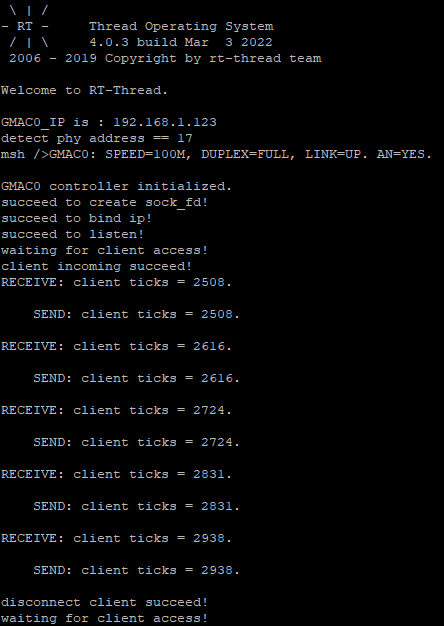 \ | /
- RT -     Thread Operating System
 / | \     4.0.3 build Mar  3 2022
 2006 - 2019 Copyright by rt-thread team
Welcome to RT-Thread.
GMAC0_IP is : 192.168.1.123
detect phy address == 17
msh />GMAC0: SPEED=100M, DUPLEX=FULL, LINK=UP. AN=YES.
GMAC0 controller initialized.
succeed to create sock_fd!
succeed to bind ip!
succeed to listen!
waiting for client access!
client incoming succeed!
RECEIVE: client ticks = 2508.
    SEND: client ticks = 2508.
RECEIVE: client ticks = 2616.
    SEND: client ticks = 2616.
RECEIVE: client ticks = 2724.
    SEND: client ticks = 2724.
RECEIVE: client ticks = 2831.
    SEND: client ticks = 2831.
RECEIVE: client ticks = 2938.
    SEND: client ticks = 2938.
disconnect client succeed!
waiting for client access!